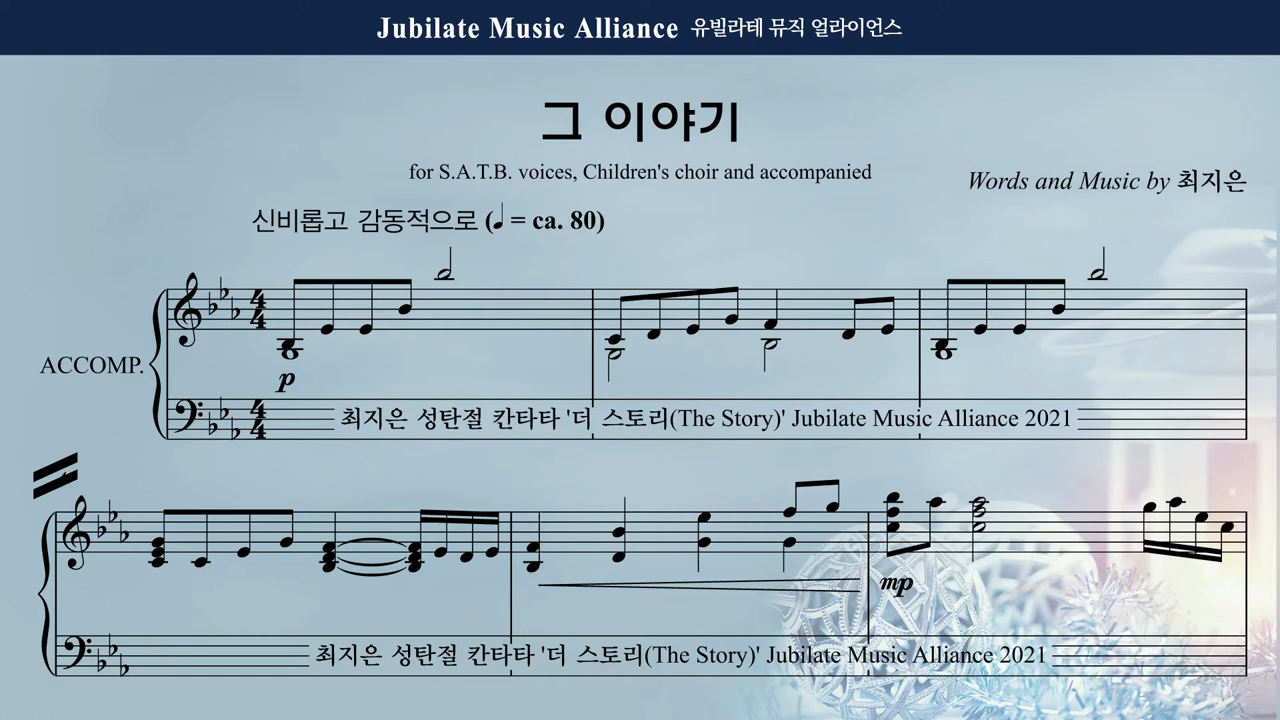 Jubilate Music Alliance 유빌라테 뮤직 얼라이언스
그 이야기
for S.A.T.B. voices, Children's choir and accompanied
Words and Music by 최지은
신비롭고 감동적으로 (♩ = ca. 80)
ACCOMP.
p
최지은 성탄절 칸타타 '더 스토리(The Story)' Jubilate Music Alliance 2021
mp
최지은 성탄절 칸타타 '더 스토리(The Story)' Jubilate Music Alliance 2021